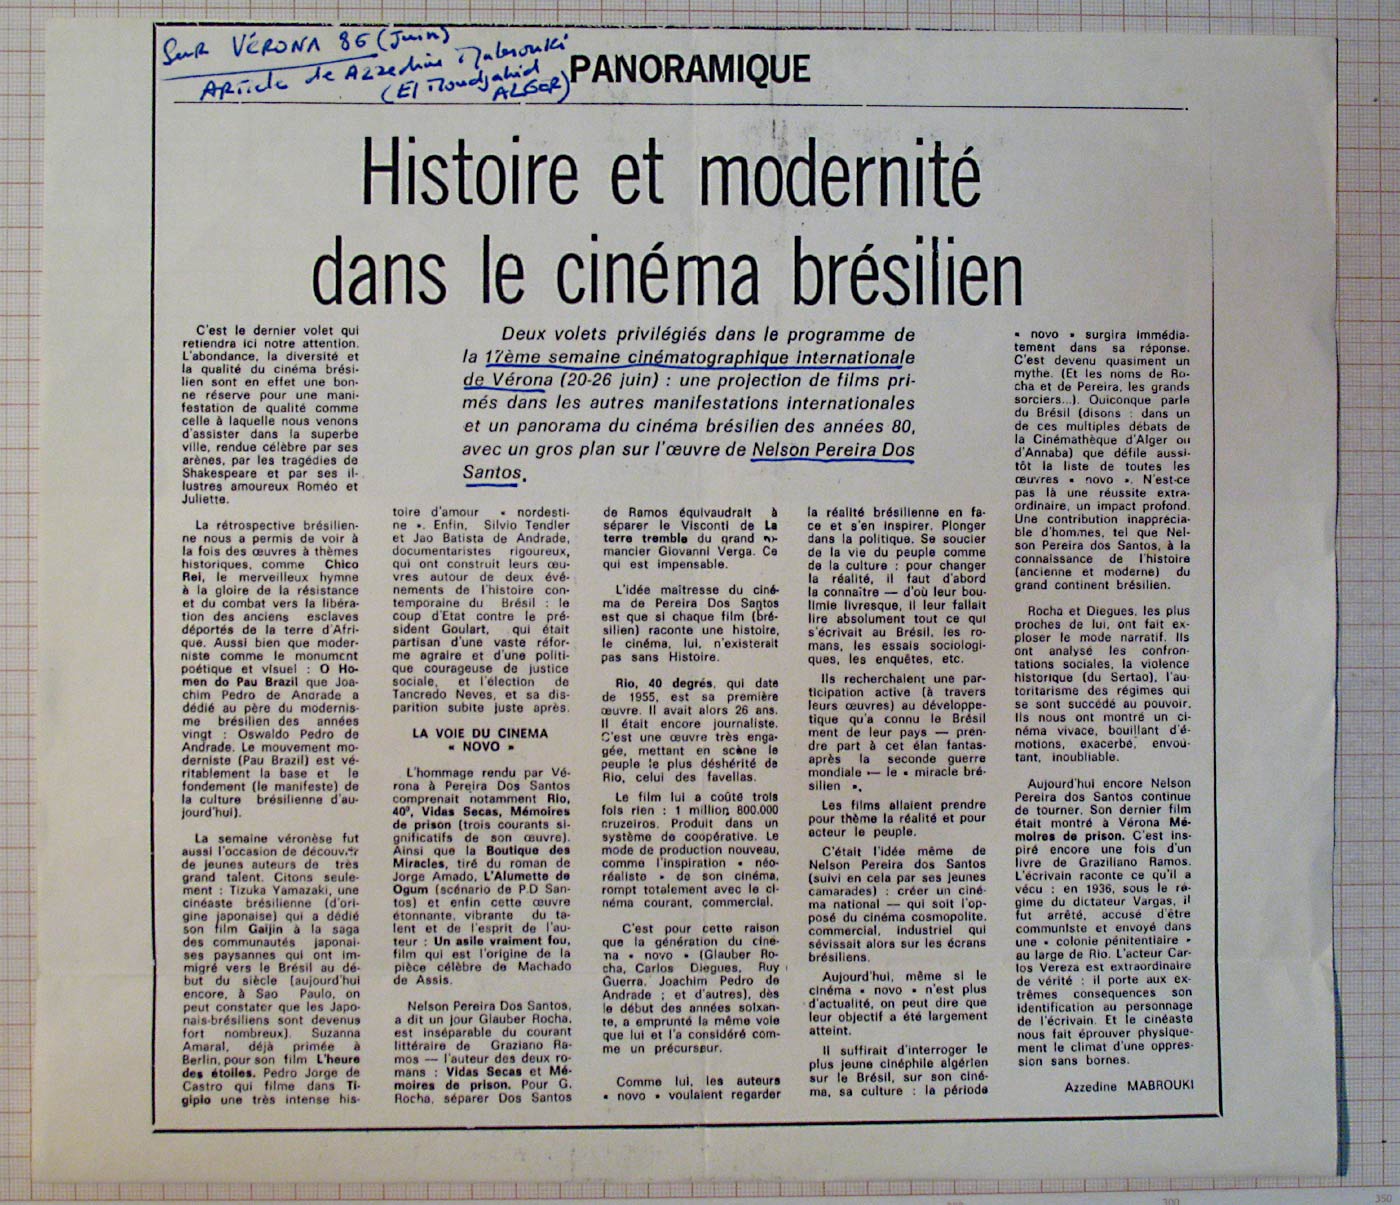 Sur VÉRONA 86 (Juin)
Article de Azzedine Mabrouki
(El Moudjahid
ALGER)
PANORAMIQUE
Histoire et modernité
dans le cinéma brésilien
Deux volets privilégiés dans le programme de
la 17ème semaine cinématographique internationale
de Vérona (20-26 juin) : une projection de films pri-
més dans les autres manifestations internationales
et un panorama du cinéma brésilien des années 80,
avec un gros plan sur l'œuvre de Nelson Pereira Dos
Santos.
C'est le dernier volet qui
retiendra ici notre attention.
L'abondance, la diversité et
la qualité du cinéma brési-
lien sont en effet une bon-
ne réserve pour une mani-
festation de qualité comme
celle à laquelle nous venons
d'assister dans la superbe
ville, rendue célèbre par ses
arènes, par les tragédies de
Shakespeare et par ses il-
lustres amoureux Roméo et
Juliette.
La rétrospective brésilien-
ne nous a permis de voir à
la fois des œuvres à thèmes
historiques, comme Chico
Rei, le merveilleux hymne
à la gloire de la résistance
et du combat vers la libéra-
tion des anciens esclaves
déportés de la terre d'Afri-
que. Aussi bien que moder-
niste comme le monument
poétique et visuel : O Ho-
men do Pau Brazil que Joa-
chim Pedro de Andrade a
dédié au père du modernis-
me brésilien des années
vingt : Oswaldo Pedro de
Andrade. Le mouvement mo-
derniste (Pau Brazil) est vé-
ritablement la base et le
fondement (le manifeste) de
la culture brésilienne d'au-
jourd'hui).
La semaine véronèse fut
aussi l'occasion de découvrir
de jeunes auteurs de très
grand talent. Citons seule-
ment : Tizuka Yamazaki, une
cinéaste brésilienne (d'ori-
gine japonaise) qui a dédié
son film Gaijin à la saga
des communautés japonai-
ses paysannes qui ont im-
migré vers le Brésil au dé-
but du siècle (aujourd'hui
encore, à Sao Paulo, on
peut constater que les Japo-
nais-brésiliens sont devenus
fort nombreux). Suzanna
Amaral, déjà primée à
Berlin, pour son film L'heure
des étoiles. Pedro Jorge de
Castro qui filme dans Ti-
gipio une très intense his-
toire d'amour « nordesti-
ne ». Enfin, Silvio Tendler
et Jao Batista de Andrade,
documentaristes rigoureux,
qui ont construit leurs œu-
vres autour de deux évé-
nements de l'histoire con-
temporaine du Brésil : le
coup d'Etat contre le pré-
sident Goulart, qui était
partisan d'une vaste réfor-
me agraire et d'une politi-
que courageuse de justice
sociale, et l'élection de
Tancredo Neves, et sa dis-
parition subite juste après.
LA VOIE DU CINEMA
« NOVO »
L'hommage rendu par Vé-
rona à Pereira Dos Santos
comprenait notamment Rio,
40°, Vidas Secas, Mémoires
de prison (trois courants si-
gnificatifs de son œuvre).
Ainsi que la Boutique des
Miracles, tiré du roman de
Jorge Amado, L'Alumette de
Ogum (scénario de P.D San-
tos) et enfin cette œuvre
étonnante, vibrante du ta-
lent et de l'esprit de l'au-
teur : Un asile vraiment fou,
film qui est l'origine de la
pièce célèbre de Machado
de Assis.
Nelson Pereira Dos Santos,
a dit un jour Glauber Rocha,
est inséparable du courant
littéraire de Graziano Ra-
mos — l'auteur des deux ro-
mans : Vidas Secas et Mé-
moires de prison. Pour G.
Rocha, séparer Dos Santos
de Ramos équivaudrait à
séparer le Visconti de La
terre tremble du grand ro-
mancier Giovanni Verga. Ce
qui est impensable.
L'idée maîtresse du ciné-
ma de Pereira Dos Santos
est que si chaque film (bré-
silien) raconte une histoire,
le cinéma, lui, n'existerait
pas sans Histoire.
Rio, 40 degrés, qui date
de 1955, est sa première
œuvre. Il avait alors 26 ans.
Il était encore journaliste.
C'est une œuvre très enga-
gée, mettant en scène le
peuple le plus déshérité de
Rio, celui des favellas.
Le film lui a coûté trois
fois rien : 1 million 800.000
cruzeiros. Produit dans un
système de coopérative. Le
mode de production nouveau,
comme l'inspiration « néo-
réaliste » de son cinéma,
rompt totalement avec le ci-
néma courant, commercial.
C'est pour cette raison
que la génération du ciné-
ma « novo » (Glauber Ro-
cha, Carlos Diegues, Ruy
Guerra, Joachim Pedro de
Andrade ; et d'autres), dès
le début des années soixan-
te, a emprunté la même voie
que lui et l'a considéré com-
me un précurseur.
Comme lui, les auteurs
« novo » voulaient regarder
la réalité brésilienne en fa-
ce et s'en inspirer. Plonger
dans la politique. Se soucier
de la vie du peuple comme
de la culture : pour changer
la réalité, il faut d'abord
la connaître — d'où leur bou-
limie livresque, il leur fallait
lire absolument tout ce qui
s'écrivait au Brésil, les ro-
mans, les essais sociologi-
ques, les enquêtes, etc.
Ils recherchaient une par-
ticipation active (à travers
leurs œuvres) au développe-
tique qu'a connu le Brésil
ment de leur pays — pren-
dre part à cet élan fantas-
après la seconde guerre
mondiale — le « miracle bré-
silien ».
Les films allaient prendre
pour thème la réalité et pour
acteur le peuple.
C'était l'idée même de
Nelson Pereira dos Santos
(suivi en cela par ses jeunes
camarades) : créer un ciné-
ma national — qui soit l'op-
posé du cinéma cosmopolite.
commercial, industriel qui
sévissait alors sur les écrans
brésiliens.
Aujourd'hui, même si le
cinéma « novo » n'est plus
d'actualité, on peut dire que
leur objectif a été largement
atteint.
Il suffirait d'interroger le
plus jeune cinéphile algérien
sur le Brésil, sur son ciné-
ma, sa culture : la période
« novo » surgira immédia-
tement dans sa réponse.
C'est devenu quasiment un
mythe. (Et les noms de Ro-
cha et de Pereira, les grands
sorciers...). Quiconque parle
du Brésil (disons : dans un
de ces multiples débats de
la Cinémathèque d'Alger ou
d'Annaba) que défile aussi-
tôt la liste de toutes les
œuvres « novo ». N'est-ce
pas là une réussite extra-
ordinaire, un impact profond.
Une contribution inapprécia-
ble d'hommes, tel que Nel-
son Pereira dos Santos, à la
connaissance de l'histoire
(ancienne et moderne) du
grand continent brésilien.
Rocha et Diegues, les plus
proches de lui, ont fait ex-
ploser le mode narratif. Ils
ont analysé les confron-
tations sociales, la violence
historique (du Sertao), l'au-
toritarisme des régimes qui
se sont succédé au pouvoir.
Ils nous ont montré un ci-
néma vivace, bouillant d'é-
motions, exacerbé, envou-
tant, inoubliable.
Aujourd'hui encore Nelson
Pereira dos Santos continue
de tourner. Son dernier film
était montré à Vérona Mé-
moires de prison. C'est ins-
piré encore une fois d'un
livre de Graziliano Ramos.
L'écrivain raconte ce qu'il a
vécu : en 1936, sous le ré-
gime du dictateur Vargas, il
fut arrêté, accusé d'être
communiste et envoyé dans
une « colonie pénitentiaire »
au large de Rio. L'acteur Car-
los Vereza est extraordinaire
de vérité : il porte aux ex-
trêmes conséquences son
identification au personnage
de l'écrivain. Et le cinéaste
nous fait éprouver physique-
ment le climat d'une oppres-
sion sans bornes.
Azzedine MABROUKI
300
350